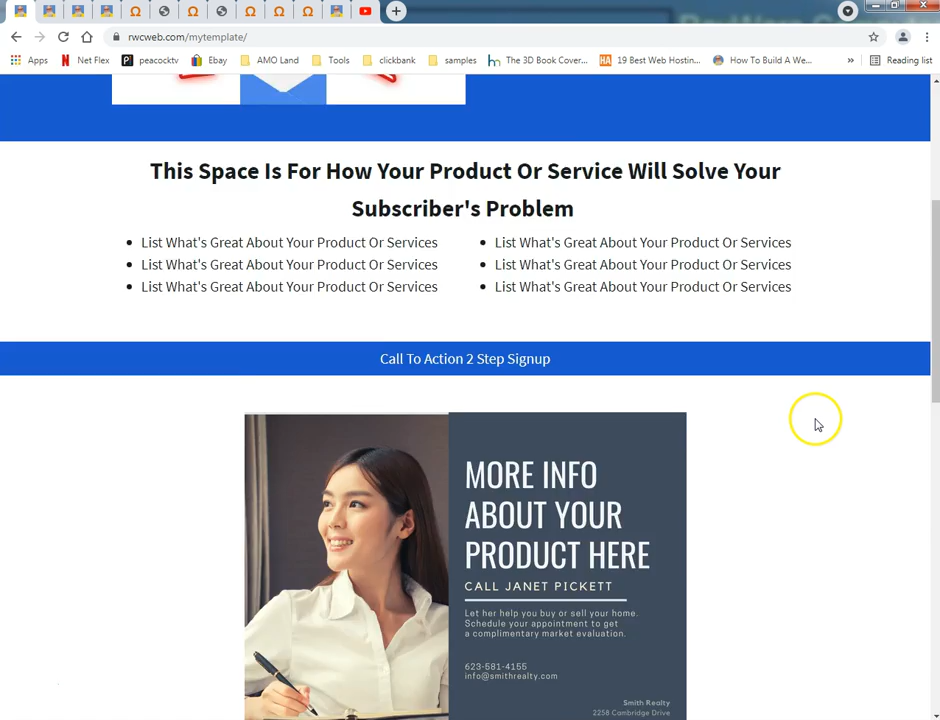 rwcweb.com/mytemplate/
Apps Net Flex peacocktv Ebay AMO Land Tools clickbank samples The 3D Book Cover... 19 Best Web Hostin... How To Build A We... » Reading list
This Space Is For How Your Product Or Service Will Solve Your
Subscriber's Problem
• List What's Great About Your Product Or Services
• List What's Great About Your Product Or Services
• List What's Great About Your Product Or Services
• List What's Great About Your Product Or Services
• List What's Great About Your Product Or Services
• List What's Great About Your Product Or Services
Call To Action 2 Step Signup
MORE INFO
ABOUT YOUR
PRODUCT HERE
CALL JANET PICKETT
Let her help you buy or sell your home.
Schedule your appointment to get
a complimentary market evaluation.
623-581-4155
info@smithrealty.com
Smith Realty
2258 Cambridge Drive